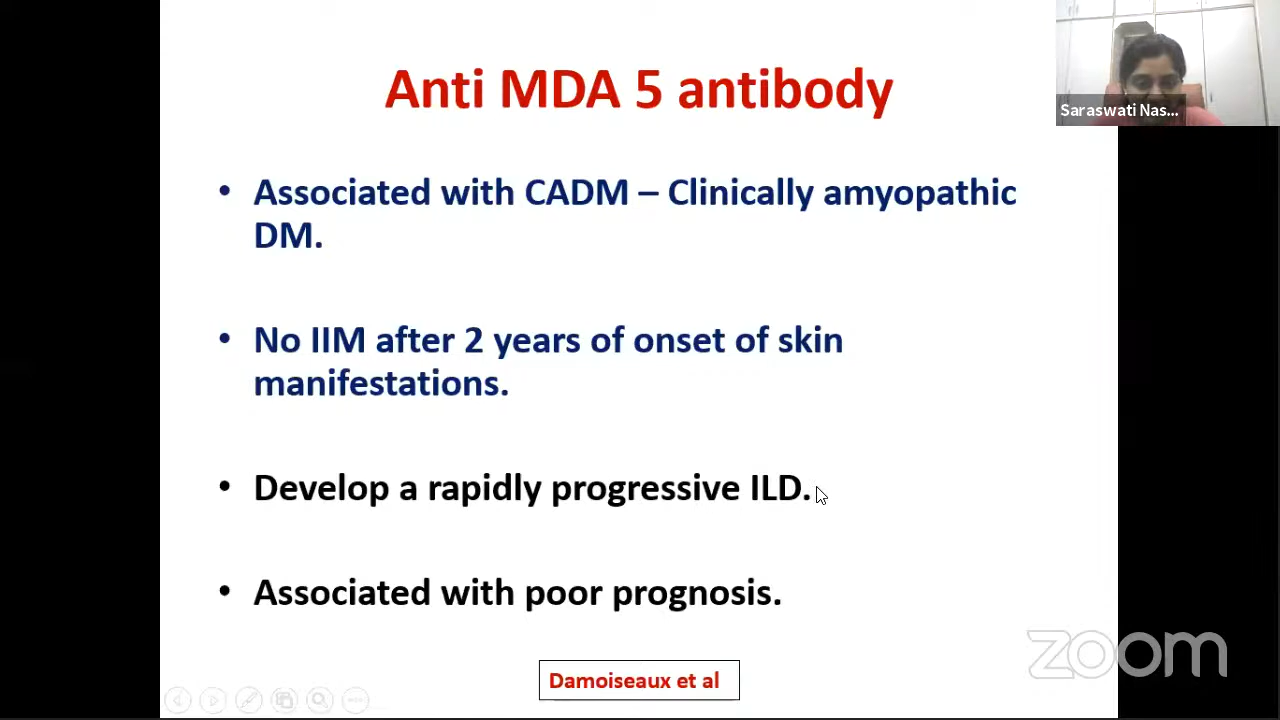 Anti MDA 5 antibody
Saraswati Nas...
• Associated with CADM – Clinically amyopathic
DM.
• No IIM after 2 years of onset of skin
manifestations.
• Develop a rapidly progressive ILD.
• Associated with poor prognosis.
Damoiseaux et al
zoom